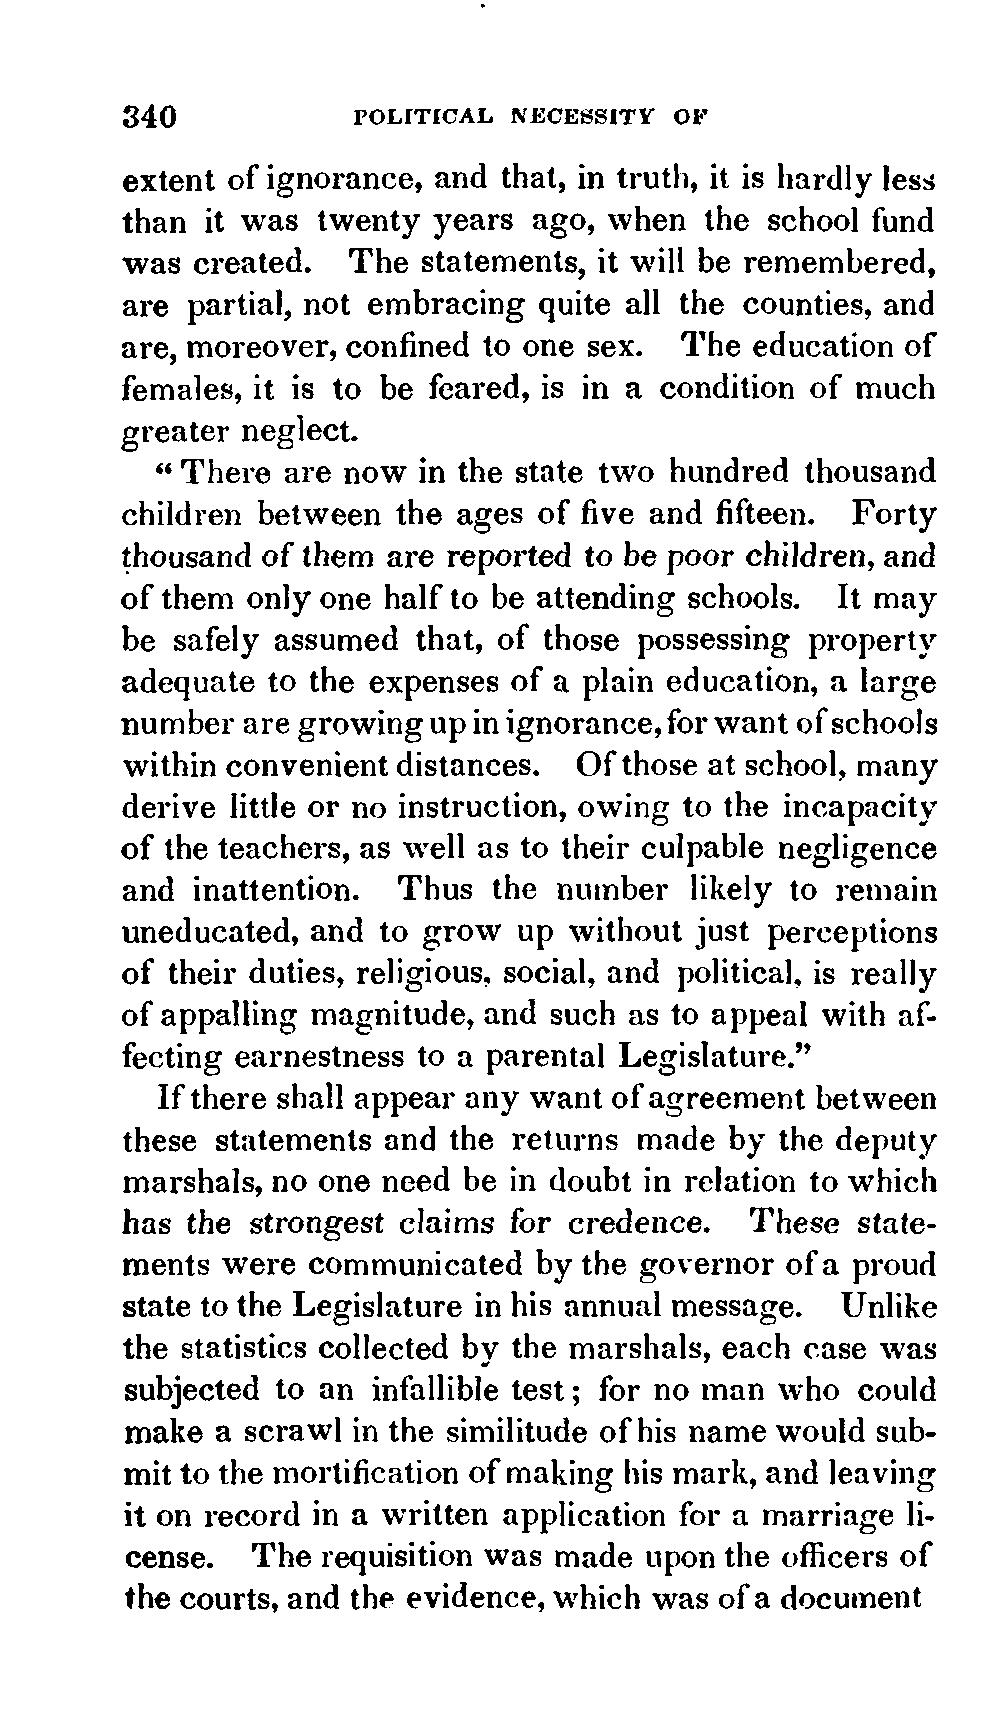 340 POLITICAL NECESSITY OF
extent of ignorance, and that, in truth, it is hardly less
than it was twenty years ago, when the school fund
was created. The statements, it will be remembered,
are partial, not embracing quite all the counties, and
are, moreover, confined to one sex. The education of
females, it is to be feared, is in a condition of much
greater neglect.
“ There are now in the state two hundred thousand
children between the ages of five and fifteen. Forty
thousand of them are reported to be poor children, and
of them only one half to be attending schools. It may
be safely assumed that, of those possessing property
adequate to the expenses of a plain education, a large
number are growing up in ignorance, for want of schools
within convenient distances. Of those at school, many
derive little or no instruction, owing to the incapacity
of the teachers, as well as to their culpable negligence
and inattention. Thus the number likely to remain
uneducated, and to grow up without just perceptions
of their duties, religious, social, and political, is really
of appalling magnitude, and such as to appeal with af-
fecting earnestness to a parental Legislature.”
If there shall appear any want of agreement between
these statements and the returns made by the deputy
marshals, no one need be in doubt in relation to which
has the strongest claims for credence. These state-
ments were communicated by the governor of a proud
state to the Legislature in his annual message. Unlike
the statistics collected by the marshals, each case was
subjected to an infallible test ; for no man who could
make a scrawl in the similitude of his name would sub-
mit to the mortification of making his mark, and leaving
it on record in a written application for a marriage li-
cense. The requisition was made upon the officers of
the courts, and the evidence, which was of a document